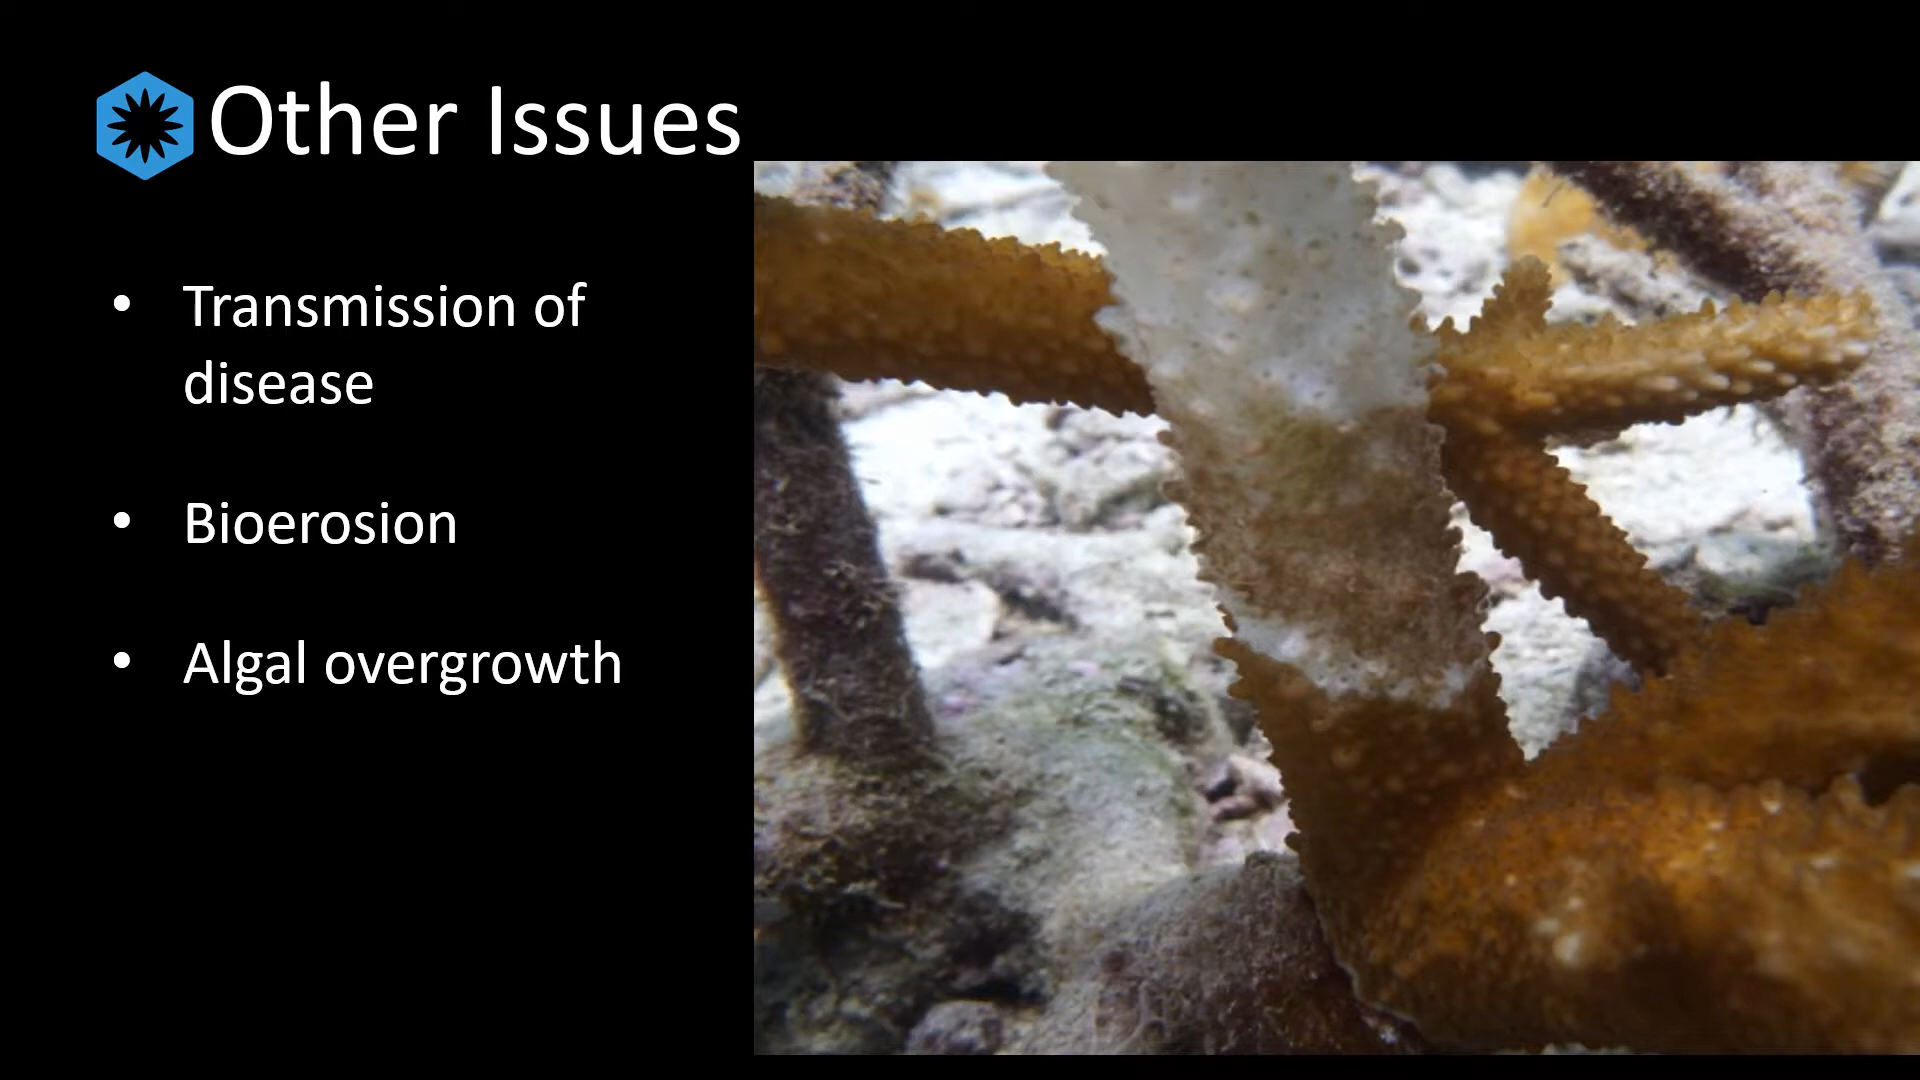 Other Issues
• Transmission of
disease
• Bioerosion
• Algal overgrowth